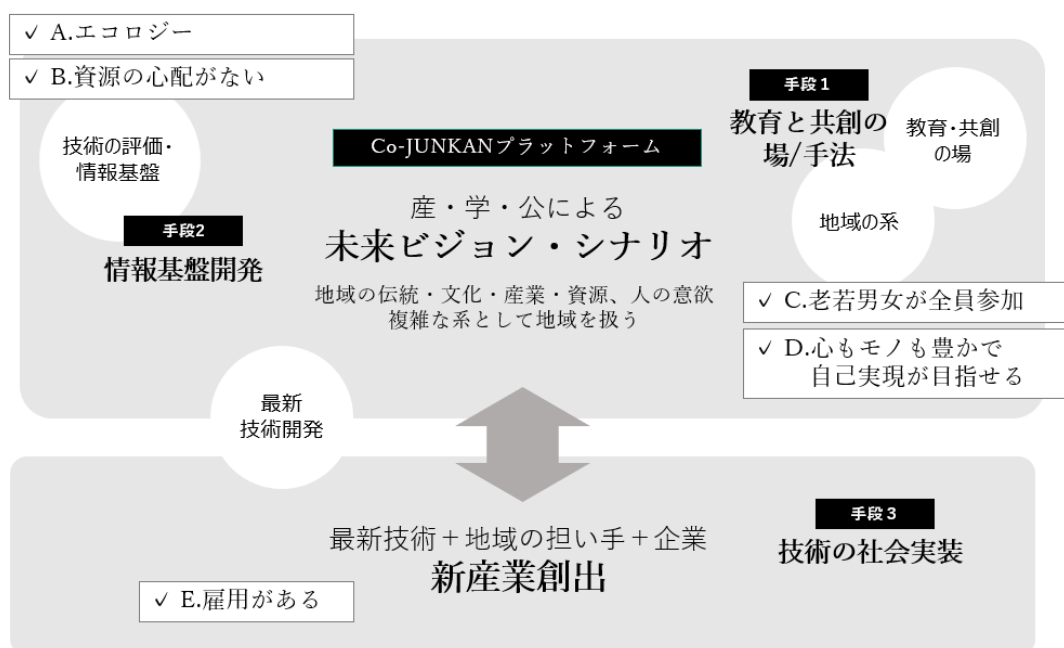 ✓ A.エコロジー
✓ B.資源の心配がない
技術の評価・
情報基盤
手段2
情報基盤開発
Co-JUNKANプラットフォーム
産・学・公による
未来ビジョン・シナリオ
地域の伝統・文化・産業・資源、人の意欲
複雑な系として地域を扱う
手段１
教育と共創の
場/手法
教育・共創
の場
地域の系
✓ C.老若男女が全員参加
✓ D.心もモノも豊かで
自己実現が目指せる
最新
技術開発
最新技術＋地域の担い手＋企業
新産業創出
手段３
技術の社会実装
✓ E.雇用がある